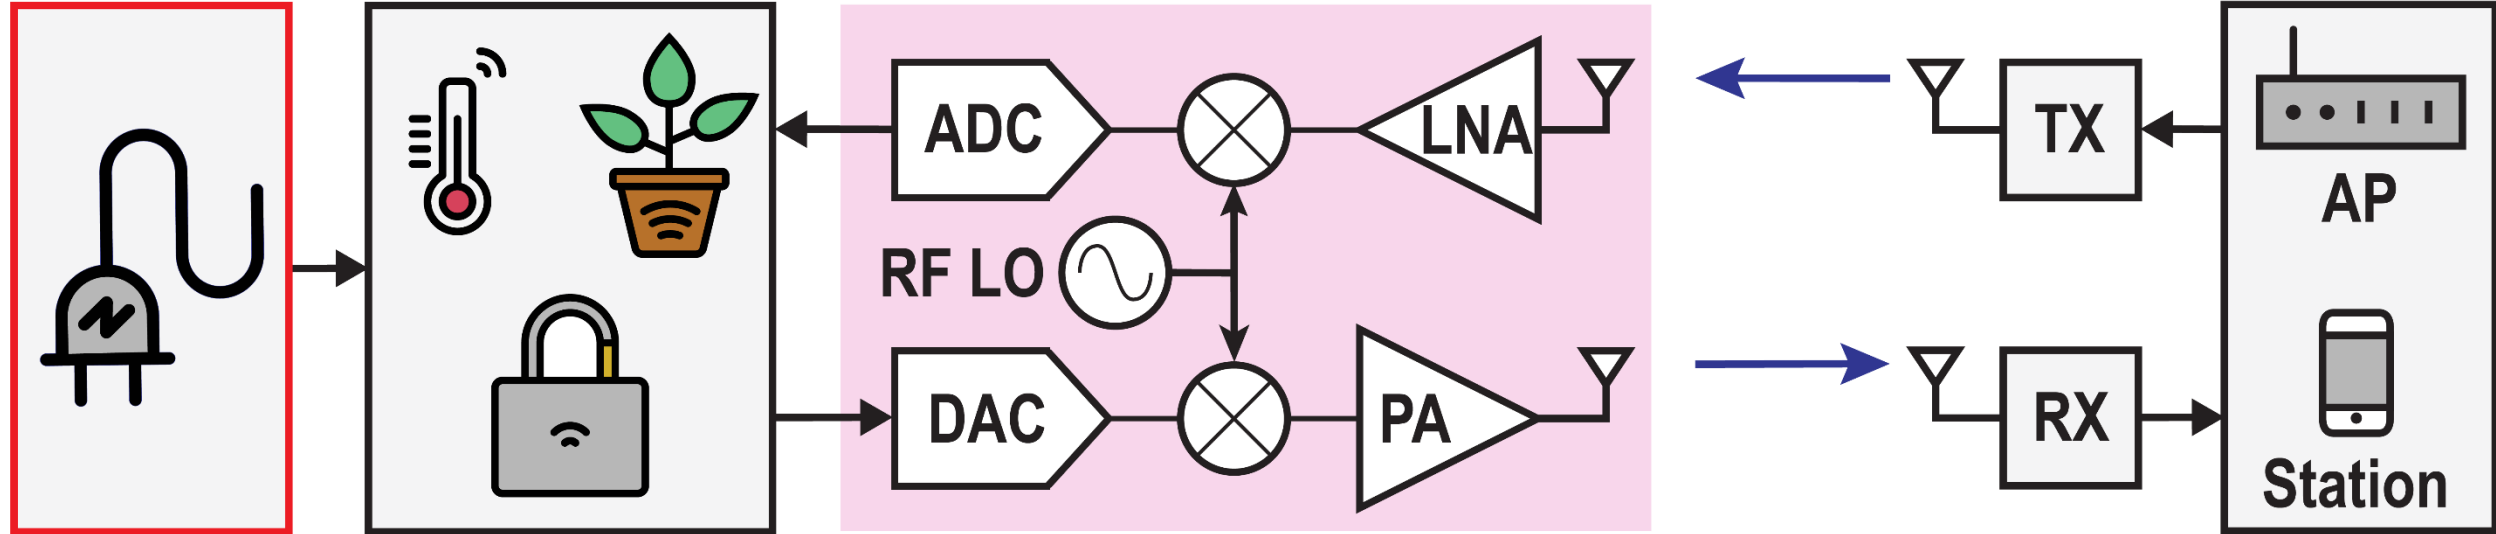 ADC
LNA
TX
AP
RF LO
DAC
PA
RX
Station